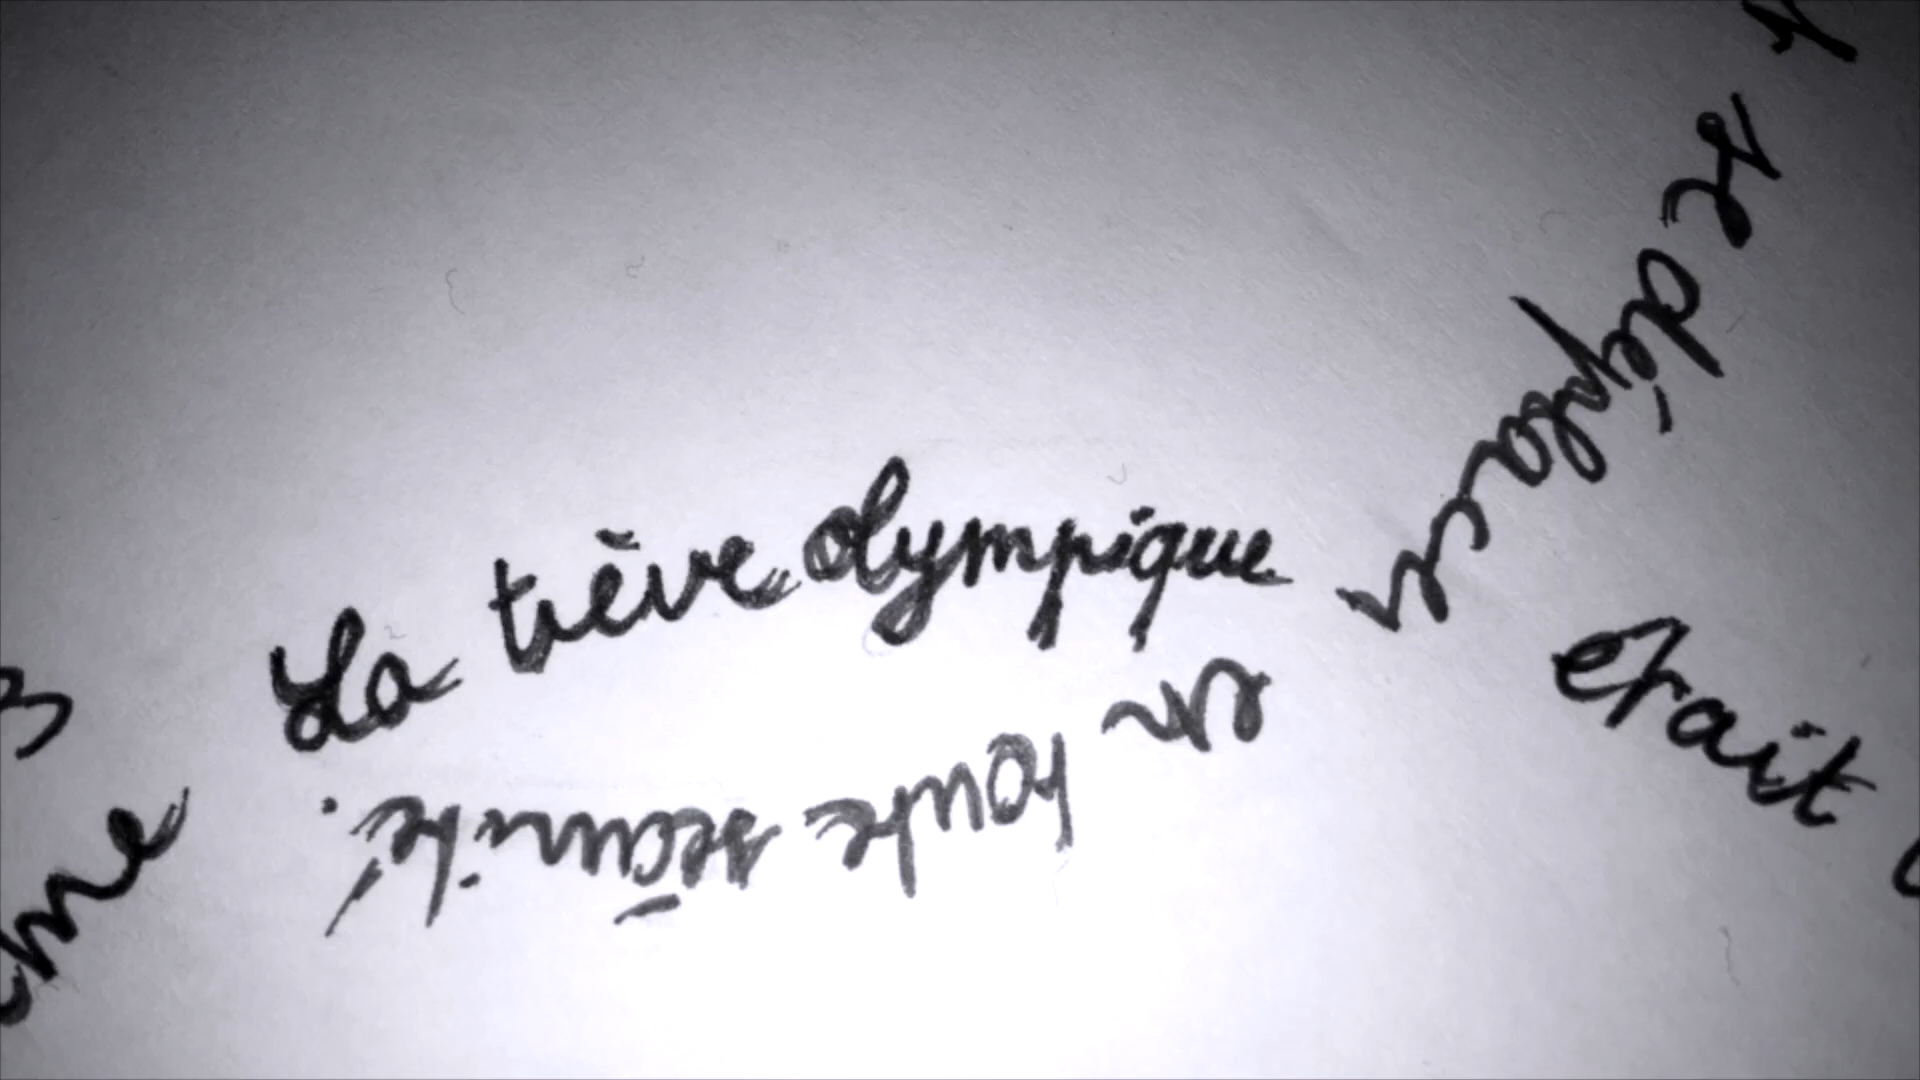 La trêve olympique
était
se déplacer
en toute sécurité.